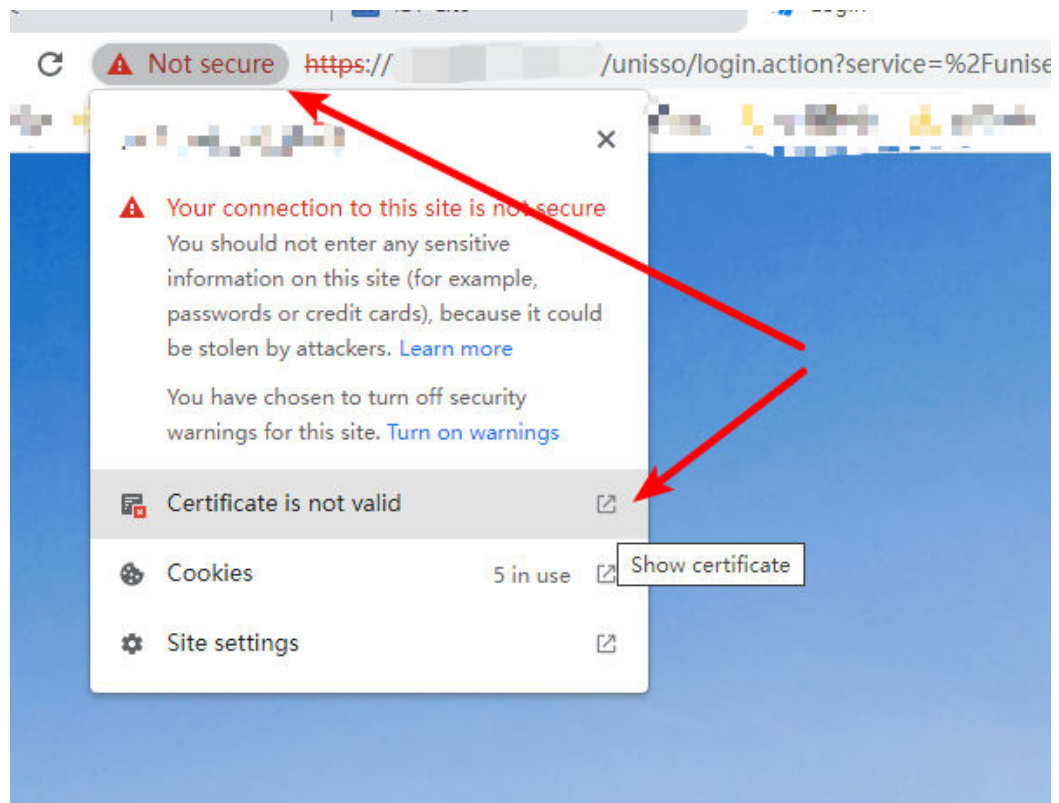 Not secure https:// /unisso/login.action?service=%2Funise
Your connection to this site is not secure
You should not enter any sensitive
information on this site (for example,
passwords or credit cards), because it could
be stolen by attackers. Learn more
You have chosen to turn off security
warnings for this site. Turn on warnings
Certificate is not valid
Show certificate
Cookies 5 in use
Site settings